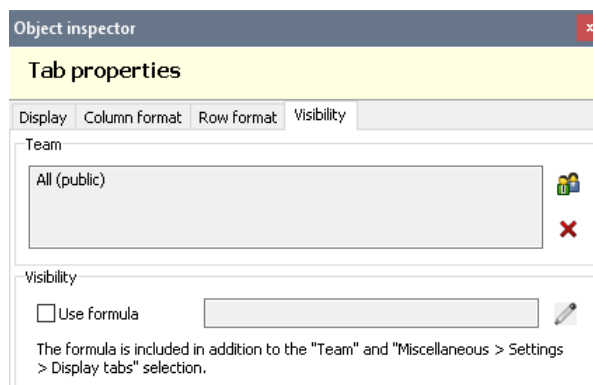 Object inspector
Tab properties
Display Column format Row format Visibility
Team
All (public)
Visibility
Use formula
The formula is included in addition to the "Team" and "Miscellaneous > Settings
> Display tabs" selection.